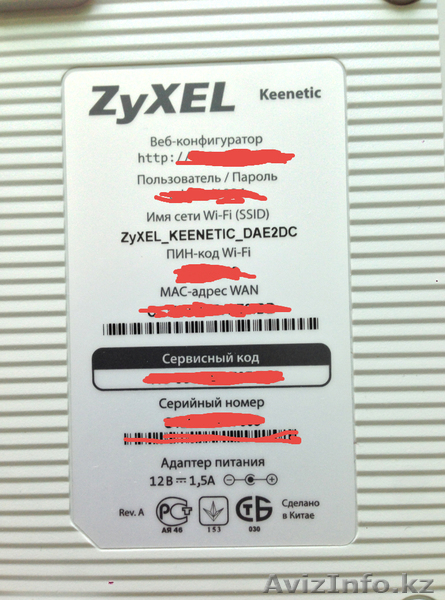 ZyXEL Keenetic
Веб-конфигуратор
http:/
Пользователь / Пароль
Имя сети Wi-Fi (SSID)
ZyXEL_KEENETIC_DAE2DC
ПИН-код Wi-Fi
MAC-адрес WAN
Сервисный код
Серийный номер
Адаптер питания
12В 1,5А
Rev. A
АЯ 46
153
030
Сделано
в Китае
AvizInfo.kz